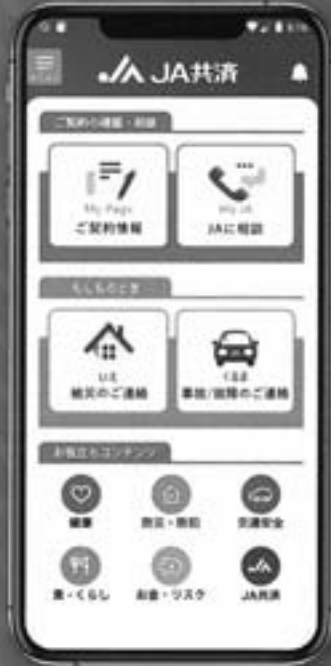 JA共済
ご契約の確認・相談
My Page
ご契約情報
My JA
JAに相談
もしものとき
いえ
被災のご連絡
くるま
事故/故障のご連絡
お役立ちコンテンツ
健康
防災・防犯
交通安全
食・くらし
お金・リスク
JA共済